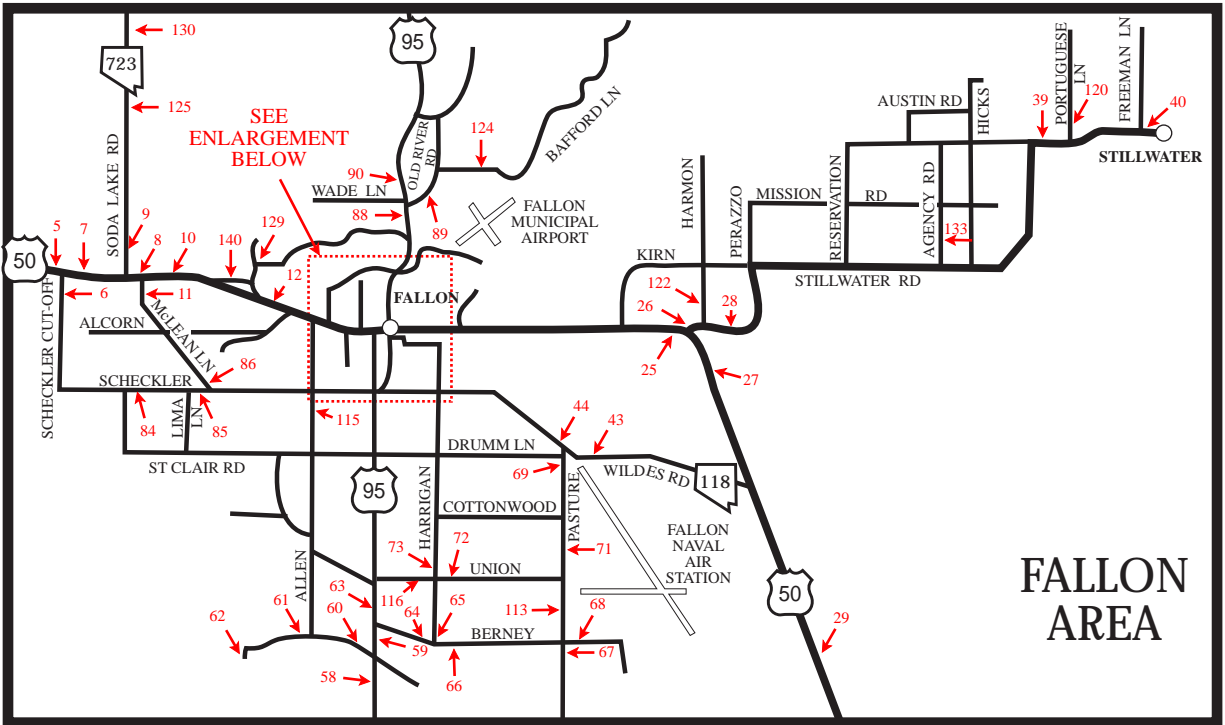 130
723
95
PORTUGUESE LN
FREEMAN LN
125
SEE
ENLARGEMENT
BELOW
124
BAFFORD LN
AUSTIN RD
HICKS
39
120
40
STILLWATER
SODA LAKE RD
OLD RIVER RD
90
WADE LN
88
89
FALLON
MUNICIPAL
AIRPORT
HARMON
PERAZZO
MISSION RD
RESERVATION
AGENCY RD
133
5
7
9
8
10
140
129
50
12
KIRN
STILLWATER RD
6
11
122
26
28
FALLON
SCHECKLER CUT-OFF
ALCORN
McLEAN LN
86
25
27
SCHECKLER
84
LIMA LN
85
115
44
43
DRUMM LN
ST CLAIR RD
69
WILDES RD
118
95
HARRIGAN
COTTONWOOD
PASTURE
FALLON
NAVAL
AIR
STATION
73
72
71
UNION
ALLEN
63
116
64
65
113
68
50
FALLON
AREA
62
61
60
59
BERNEY
67
29
58
66